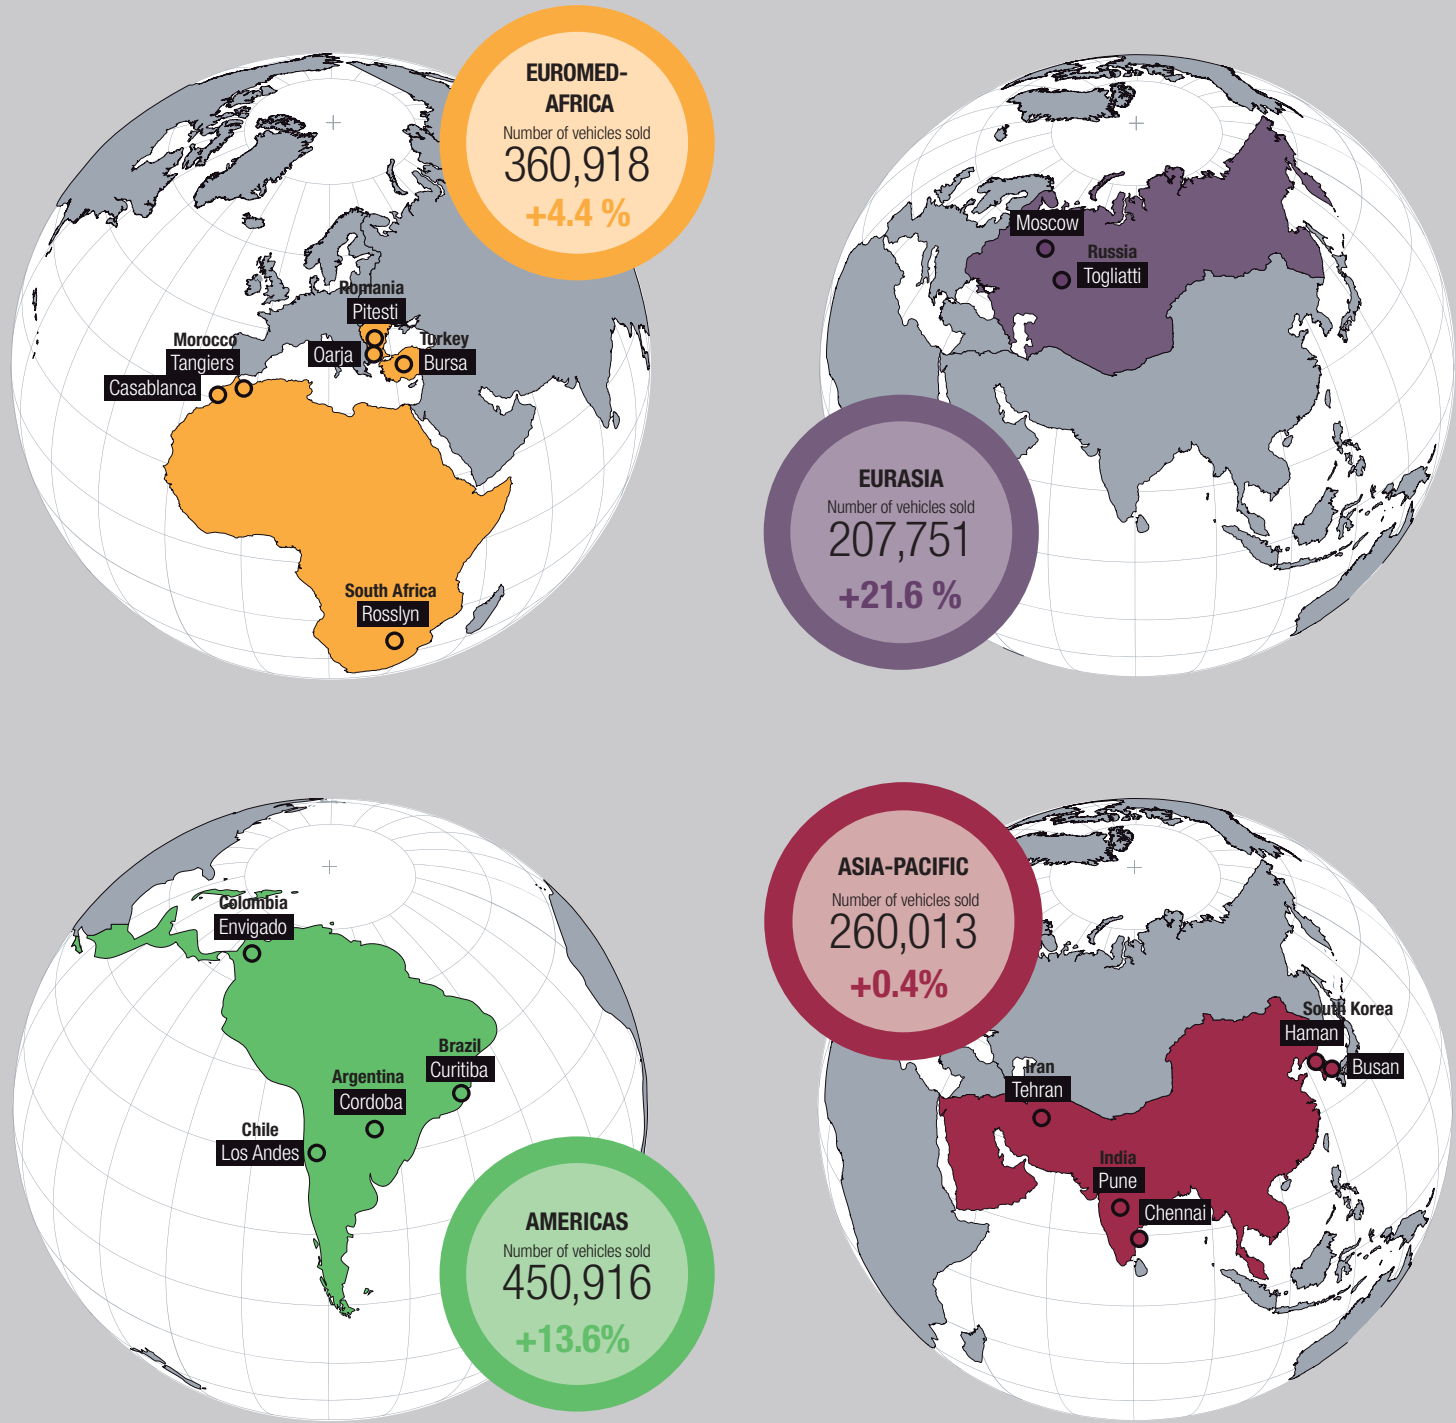 EUROMED-
AFRICA
Number of vehicles sold
360,918
+4.4 %
Romania
Pitesti
Oarja
Turkey
Bursa
Morocco
Tangiers
Casablanca
South Africa
Rosslyn
Moscow
Russia
Togliatti
EURASIA
Number of vehicles sold
207,751
+21.6 %
Colombia
Envigado
Brazil
Curitiba
Argentina
Cordoba
Chile
Los Andes
AMERICAS
Number of vehicles sold
450,916
+13.6%
ASIA-PACIFIC
Number of vehicles sold
260,013
+0.4%
South Korea
Haman
Busan
Iran
Tehran
India
Pune
Chennai